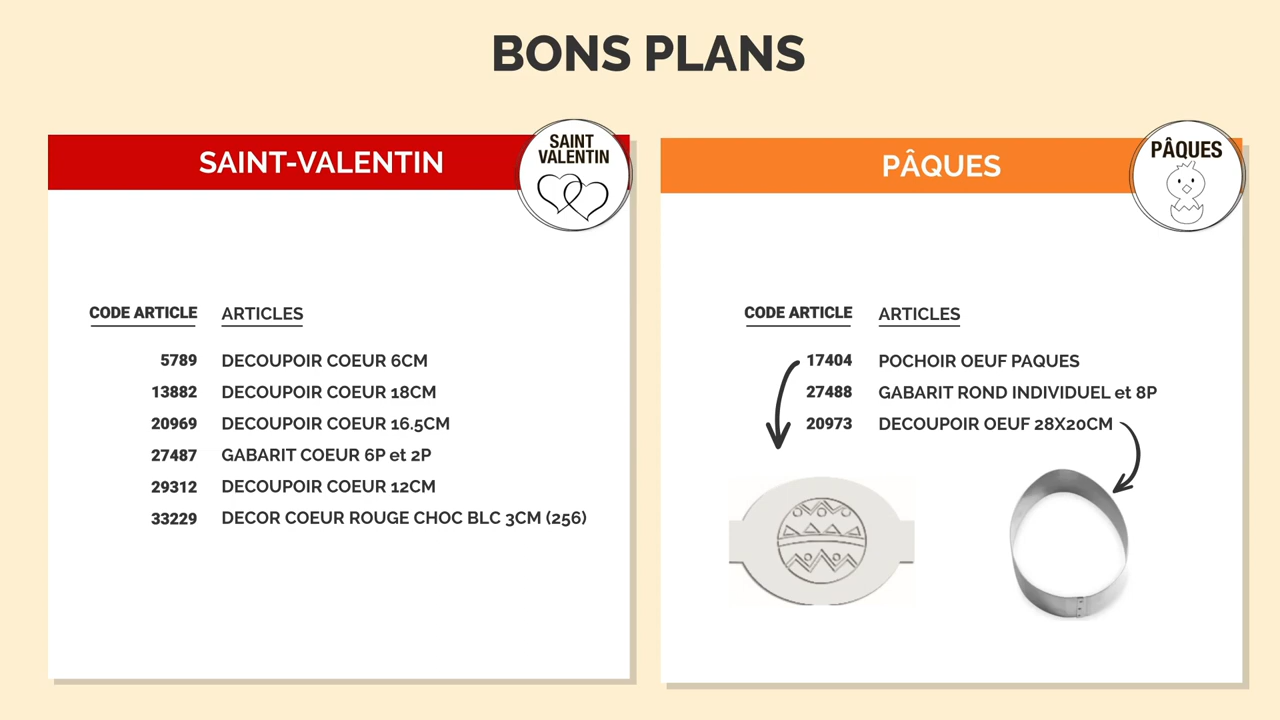 BONS PLANS
SAINT-VALENTIN
SAINT
VALENTIN
CODE ARTICLE ARTICLES
5789 DECOUPOIR COEUR 6CM
13882 DECOUPOIR COEUR 18CM
20969 DECOUPOIR COEUR 16.5CM
27487 GABARIT COEUR 6P et 2P
29312 DECOUPOIR COEUR 12CM
33229 DECOR COEUR ROUGE CHOC BLC 3CM (256)
PÂQUES
PÂQUES
CODE ARTICLE ARTICLES
17404 POCHOIR OEUF PAQUES
27488 GABARIT ROND INDIVIDUEL et 8P
20973 DECOUPOIR OEUF 28X20CM